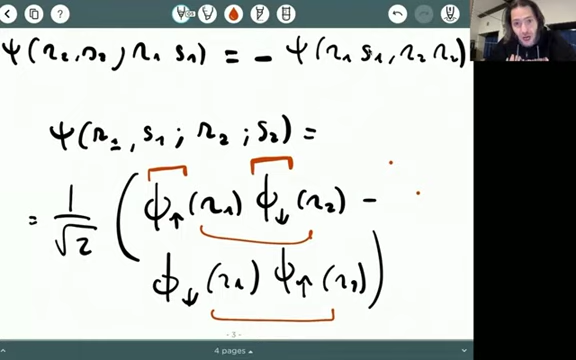 ψ(r₂, s₂; r₁ s₁) = − ψ(r₁ s₁, r₂ r₂)
ψ(r₁, s₁; r₂; s₂) =
= 1/√2 (ϕ↑(r₁) ϕ↓(r₂) −
ϕ↓(r₁) ϕ↑(r₂))
- 3 -
4 pages